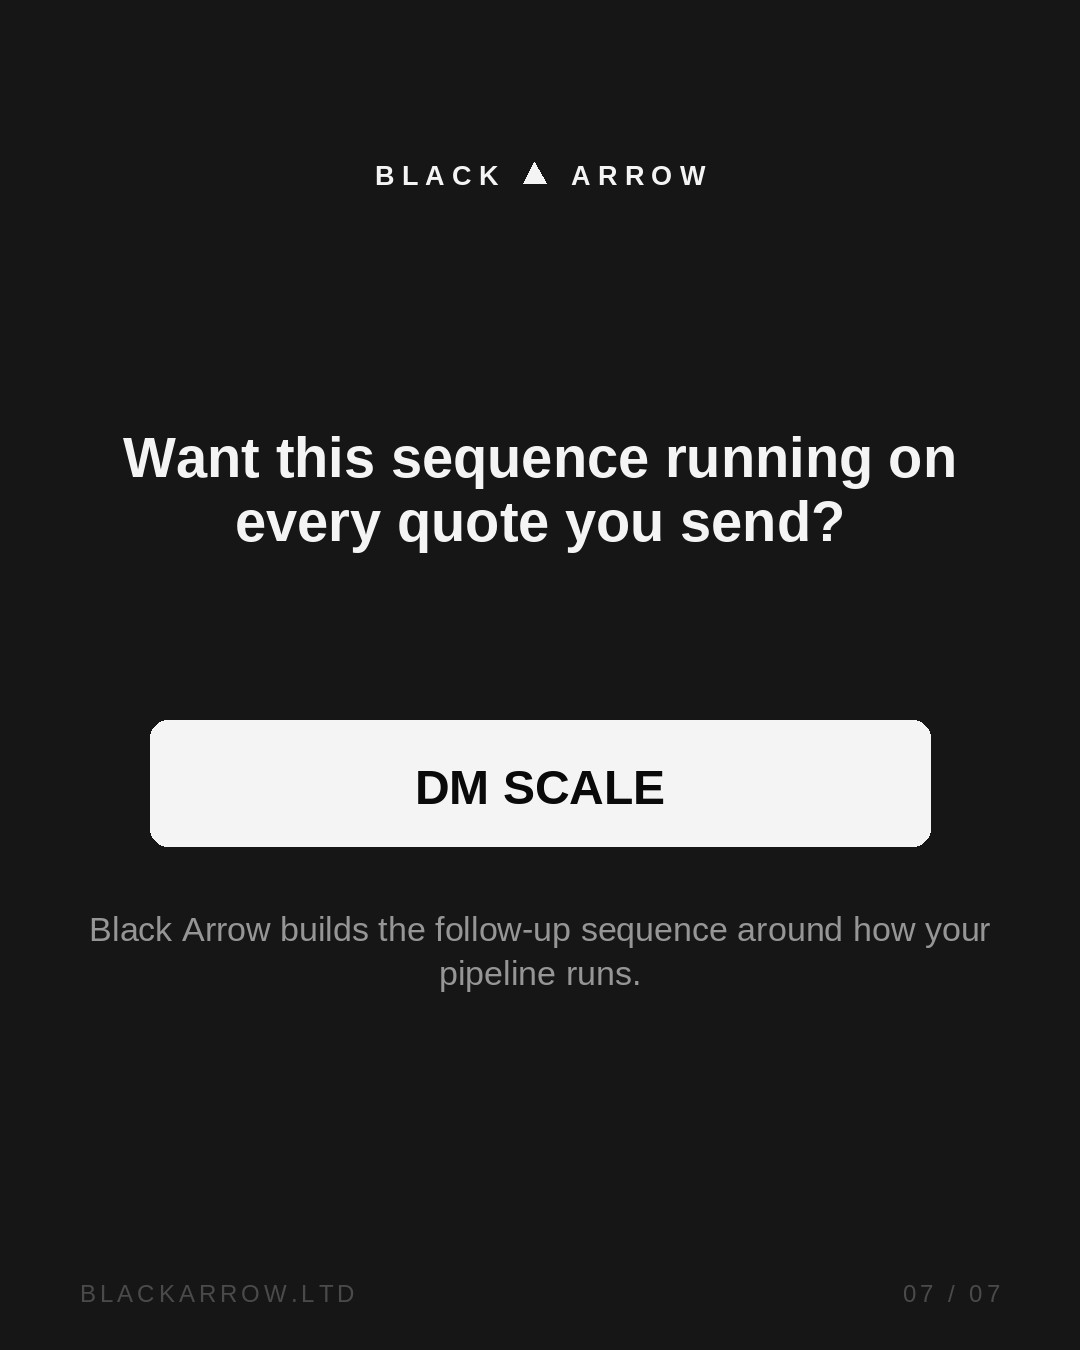 BLACK ARROW
Want this sequence running on
every quote you send?
DM SCALE
Black Arrow builds the follow-up sequence around how your
pipeline runs.
BLACKARROW.LTD
07 / 07